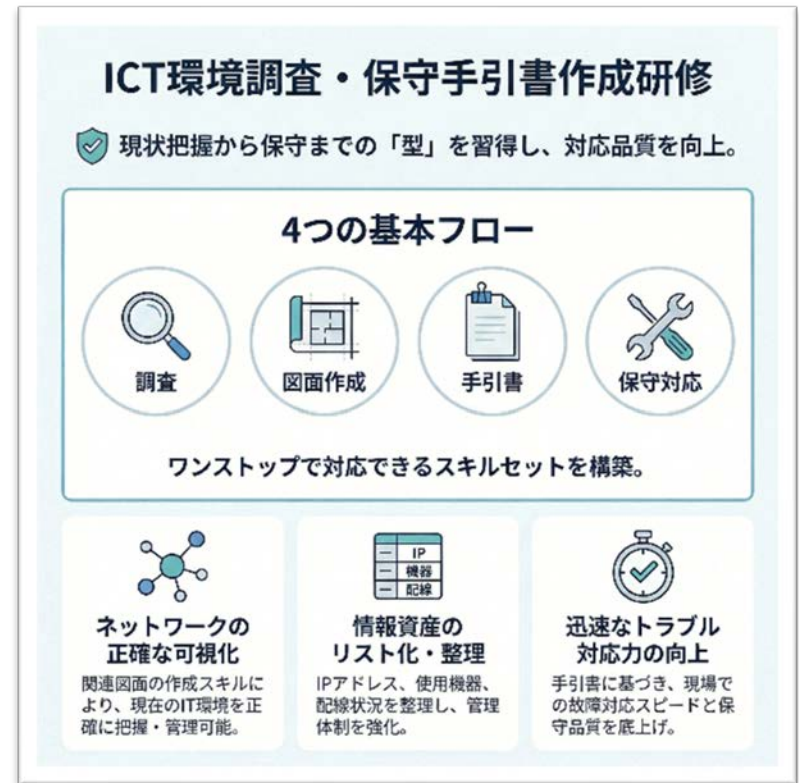 ICT環境調査・保守手引書作成研修
現状把握から保守までの「型」を習得し、対応品質を向上。
4つの基本フロー
調査
図面作成
手引書
保守対応
ワンストップで対応できるスキルセットを構築。
IP
機器
配線
ネットワークの
正確な可視化
関連図面の作成スキルに
より、現在のIT環境を正
確に把握・管理可能。
情報資産の
リスト化・整理
IPアドレス、使用機器、
配線状況を整理し、管理
体制を強化。
迅速なトラブル
対応力の向上
手引書に基づき、現場で
の故障対応スピードと保
守品質を底上げ。